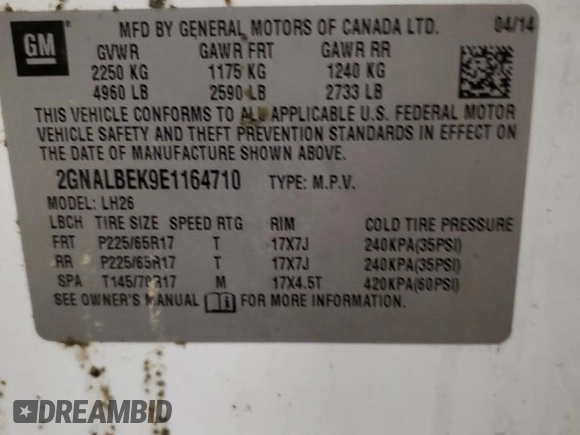 GM
MFD BY GENERAL MOTORS OF CANADA LTD. 04/14
GVWR GAWR FRT GAWR RR
2250 KG 1175 KG 1240 KG
4960 LB 2590 LB 2733 LB
THIS VEHICLE CONFORMS TO ALL APPLICABLE U.S. FEDERAL MOTOR
VEHICLE SAFETY AND THEFT PREVENTION STANDARDS IN EFFECT ON
THE DATE OF MANUFACTURE SHOWN ABOVE.
2GNALBEK9E1164710 TYPE: M.P.V.
MODEL: LH26
LBCH TIRE SIZE SPEED RTG RIM COLD TIRE PRESSURE
FRT P225/65R17 T 17X7J 240KPA(35PSI)
RR P225/65R17 T 17X7J 240KPA(35PSI)
SPA T145/70R17 M 17X4.5T 420KPA(60PSI)
SEE OWNER'S MANUAL FOR MORE INFORMATION.
DREAMBID